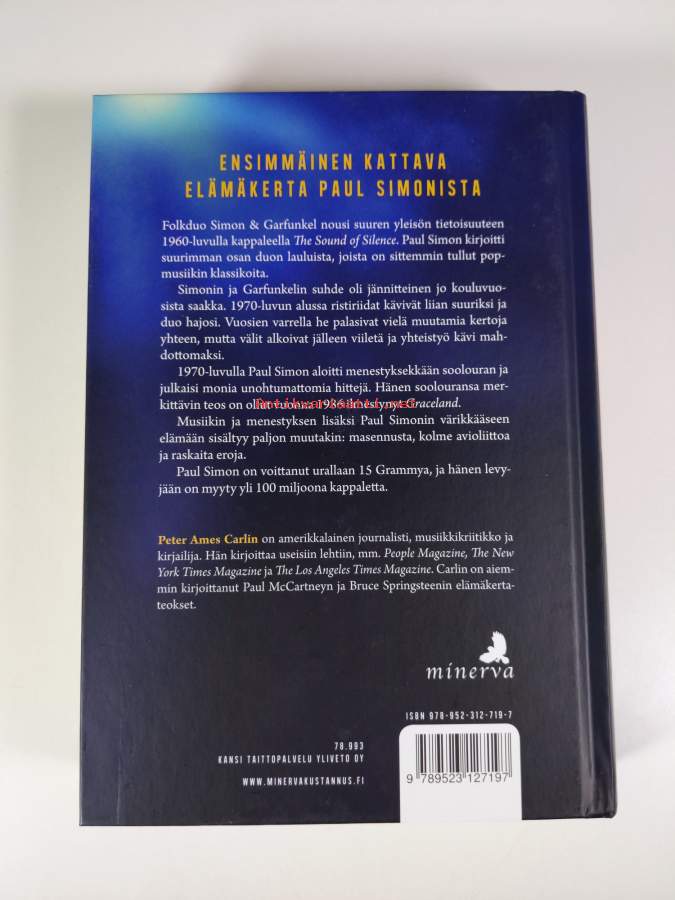 ENSIMMÄINEN KATTAVA
ELÄMÄKERTA PAUL SIMONISTA
Folkduo Simon & Garfunkel nousi suuren yleisön tietoisuuteen
1960-luvulla kappaleella The Sound of Silence. Paul Simon kirjoitti
suurimman osan duon lauluista, joista on sittemmin tullut pop-
musiikin klassikoita.
Simonin ja Garfunkelin suhde oli jännitteinen jo kouluvuo-
sista saakka. 1970-luvun alussa ristiriidat kävivät liian suuriksi ja
duo hajosi. Vuosien varrella he palasivat vielä muutamia kertoja
yhteen, mutta välit alkoivat jälleen viiletä ja yhteistyö kävi mah-
dottomaksi.
1970-luvulla Paul Simon aloitti menestyksekkään soolouran ja
julkaisi monia unohtumattomia hittejä. Hänen soolouransa mer-
kittävin teos on ollut vuonna 1986 ilmestynyt Graceland.
antikvariaatti.net
Musiikin ja menestyksen lisäksi Paul Simonin värikkääseen
elämään sisältyy paljon muutakin: masennusta, kolme avioliittoa
ja raskaita eroja.
Paul Simon on voittanut urallaan 15 Grammya, ja hänen levy-
jään on myyty yli 100 miljoona kappaletta.
Peter Ames Carlin on amerikkalainen journalisti, musiikkikriitikko ja
kirjailija. Hän kirjoittaa useisiin lehtiin, mm. People Magazine, The New
York Times Magazine ja The Los Angeles Times Magazine. Carlin on aiem-
min kirjoittanut Paul McCartneyn ja Bruce Springsteenin elämäkerta-
teokset.
minerva
ISBN 978-952-312-719-7
78.993
KANSI TAITTOPALVELU YLIVETO OY
WWW.MINERVAKUSTANNUS.FI
9 789523 127197